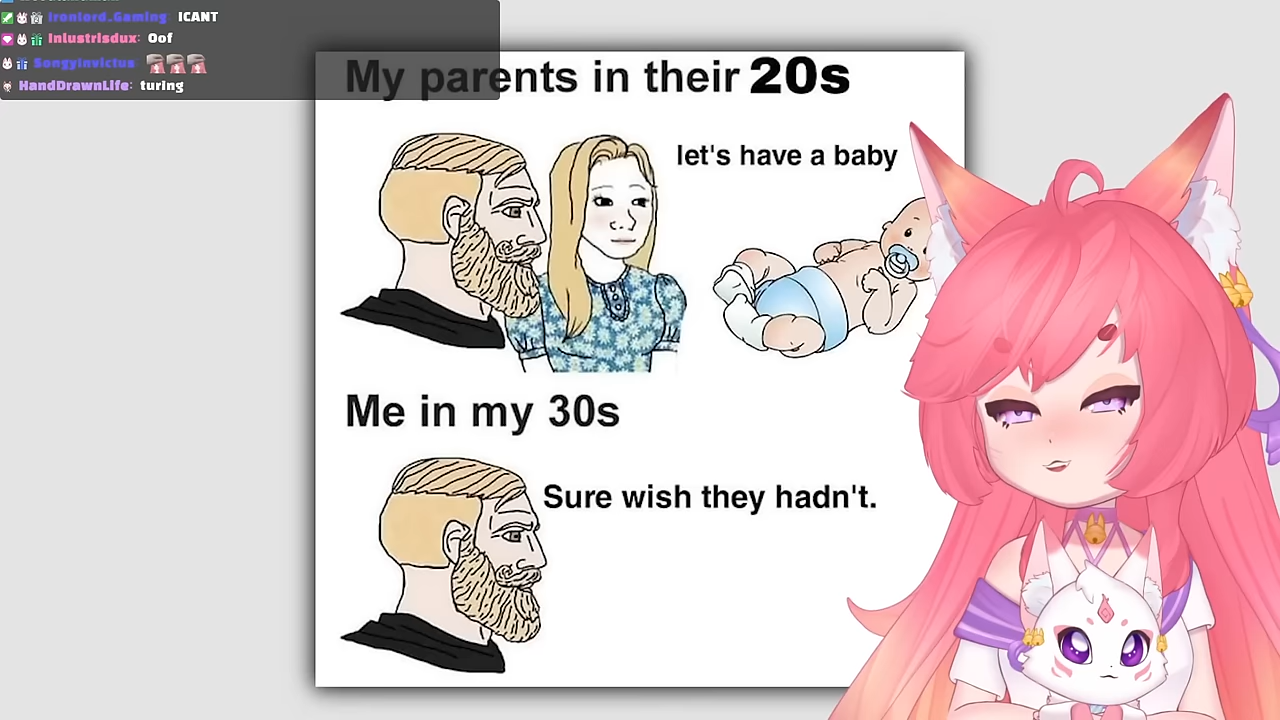 Ironlord_Gaming: ICANT
Inlustrisdux: Oof
Songyinvictus:
HandDrawnLife: turing
My parents in their 20s
let's have a baby
Me in my 30s
Sure wish they hadn't.